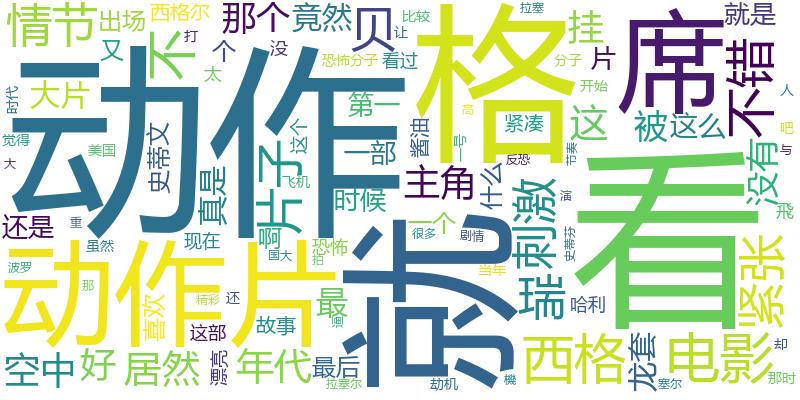 情节
出场
西格尔
那个
竟然
贝
比较
让
拉塞
挂
席
就是
又
不
个
打
没
恐怖分子
看过
片
分子
不错
动作
格
时代
大片
太
第一
酱油
紧凑
一号
高
开始
人
吧
这
被
这么
节奏
与
觉得
大
美国
史蒂文
真是
片子
这个
飞机
一部
时候
主角
什么
反恐
没有
看
还是
重
虽然
现在
啊
国大
恐怖
拍
一个
很多
剧情
刺激
演
史蒂芬
飛
波罗
那
动作片
喜欢
精彩
还
这部
故事
最
就
当年
瑞
哈利
紧张
空中
好
居然
漂亮
年代
最后
拉塞尔
劫机
機
西格
龙套
塞尔
电影
却
那时